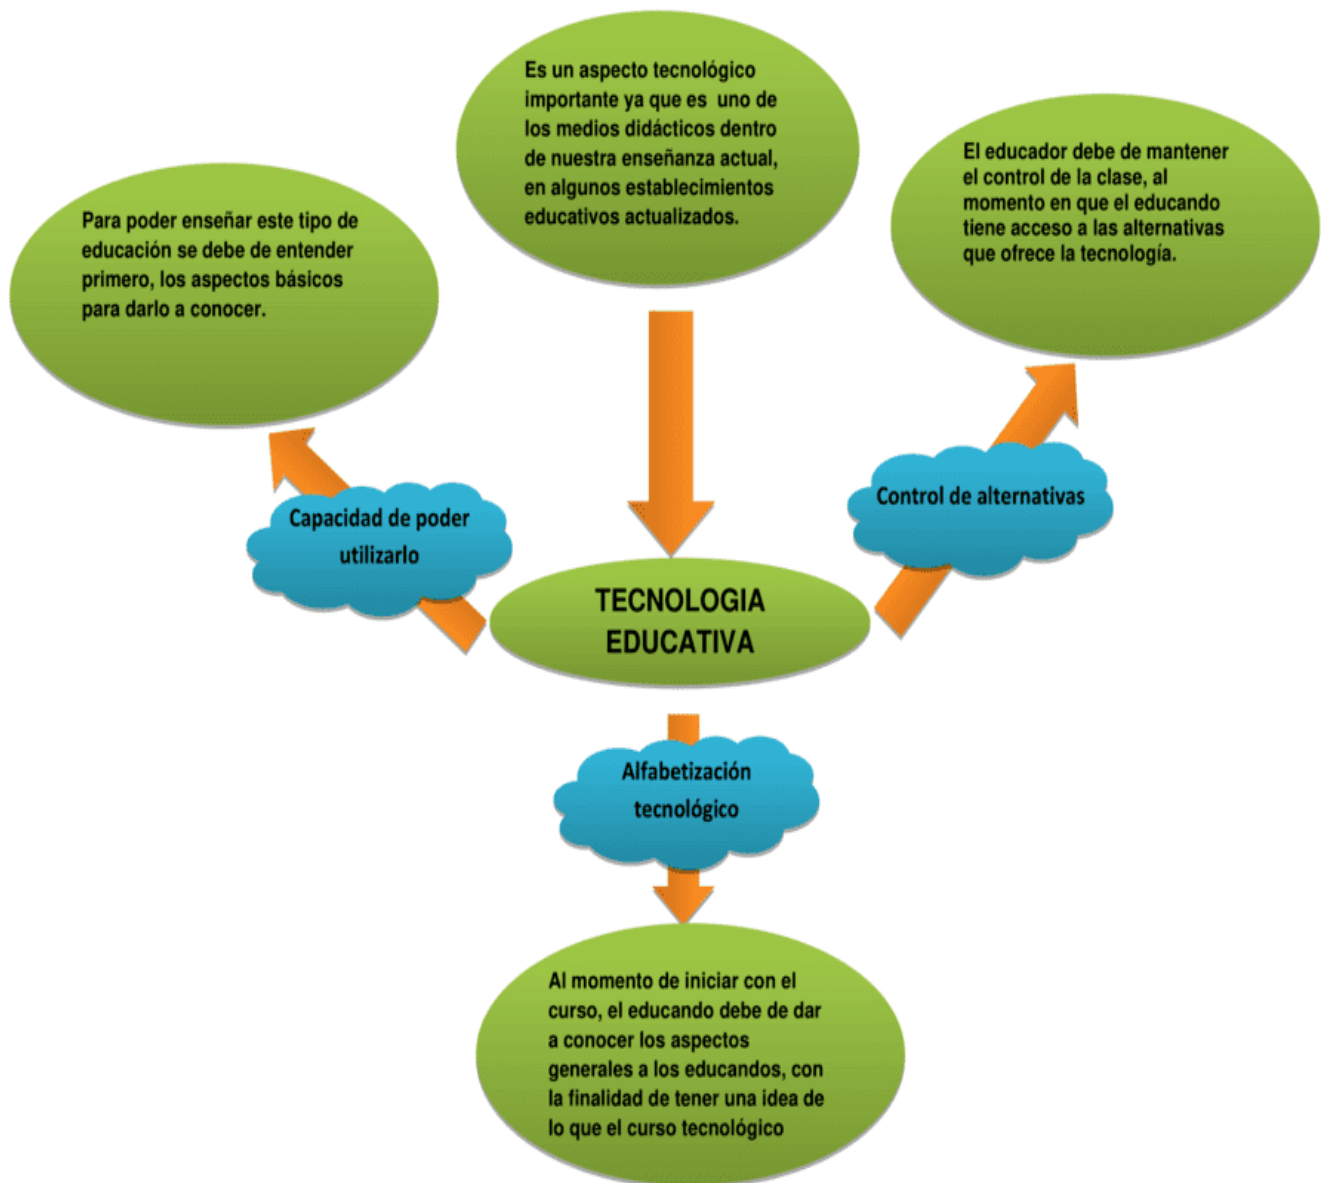 Es un aspecto tecnológico
importante ya que es uno de
los medios didácticos dentro
de nuestra enseñanza actual,
en algunos establecimientos
educativos actualizados.
El educador debe de mantener
el control de la clase, al
momento en que el educando
tiene acceso a las alternativas
que ofrece la tecnología.
Para poder enseñar este tipo de
educación se debe de entender
primero, los aspectos básicos
para darlo a conocer.
Capacidad de poder
utilizarlo
Control de alternativas
TECNOLOGIA
EDUCATIVA
Alfabetización
tecnológico
Al momento de iniciar con el
curso, el educando debe de dar
a conocer los aspectos
generales a los educandos, con
la finalidad de tener una idea de
lo que el curso tecnológico